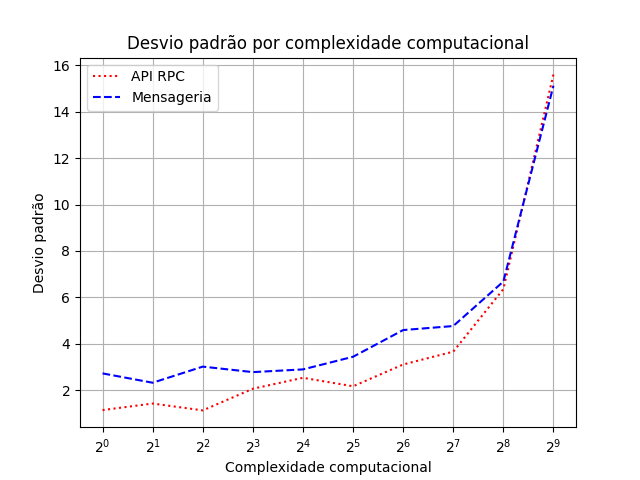 Desvio padrão por complexidade computacional
API RPC
Mensageria
Desvio padrão
16
14
12
10
8
6
4
2
2⁰ 2¹ 2² 2³ 2⁴ 2⁵ 2⁶ 2⁷ 2⁸ 2⁹
Complexidade computacional